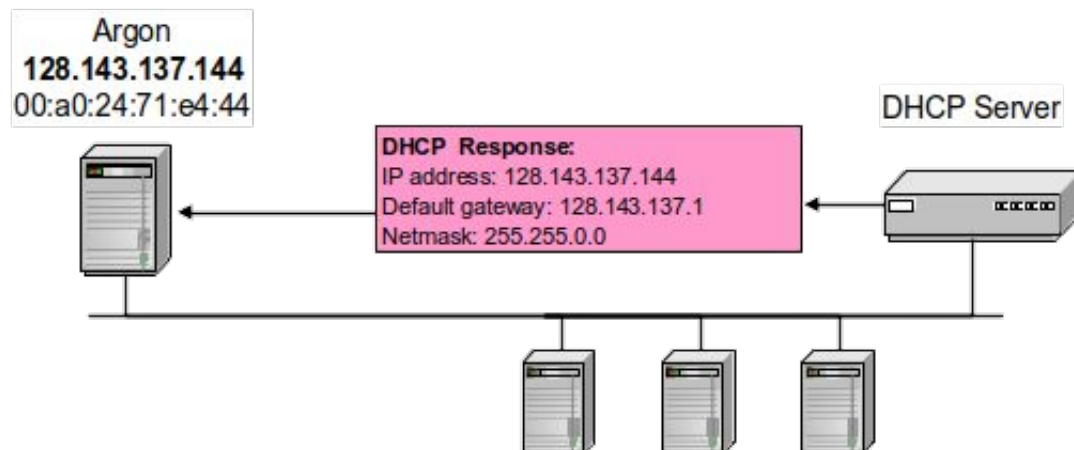 Argon
128.143.137.144
00:a0:24:71:e4:44
DHCP Server
DHCP Response:
IP address: 128.143.137.144
Default gateway: 128.143.137.1
Netmask: 255.255.0.0